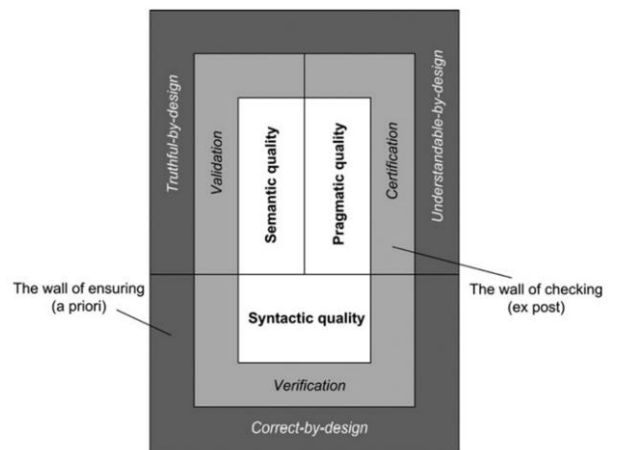 Truthful-by-design
Validation
Semantic quality
Pragmatic quality
Certification
Understandable-by-design
The wall of ensuring
(a priori)
The wall of checking
(ex post)
Syntactic quality
Verification
Correct-by-design